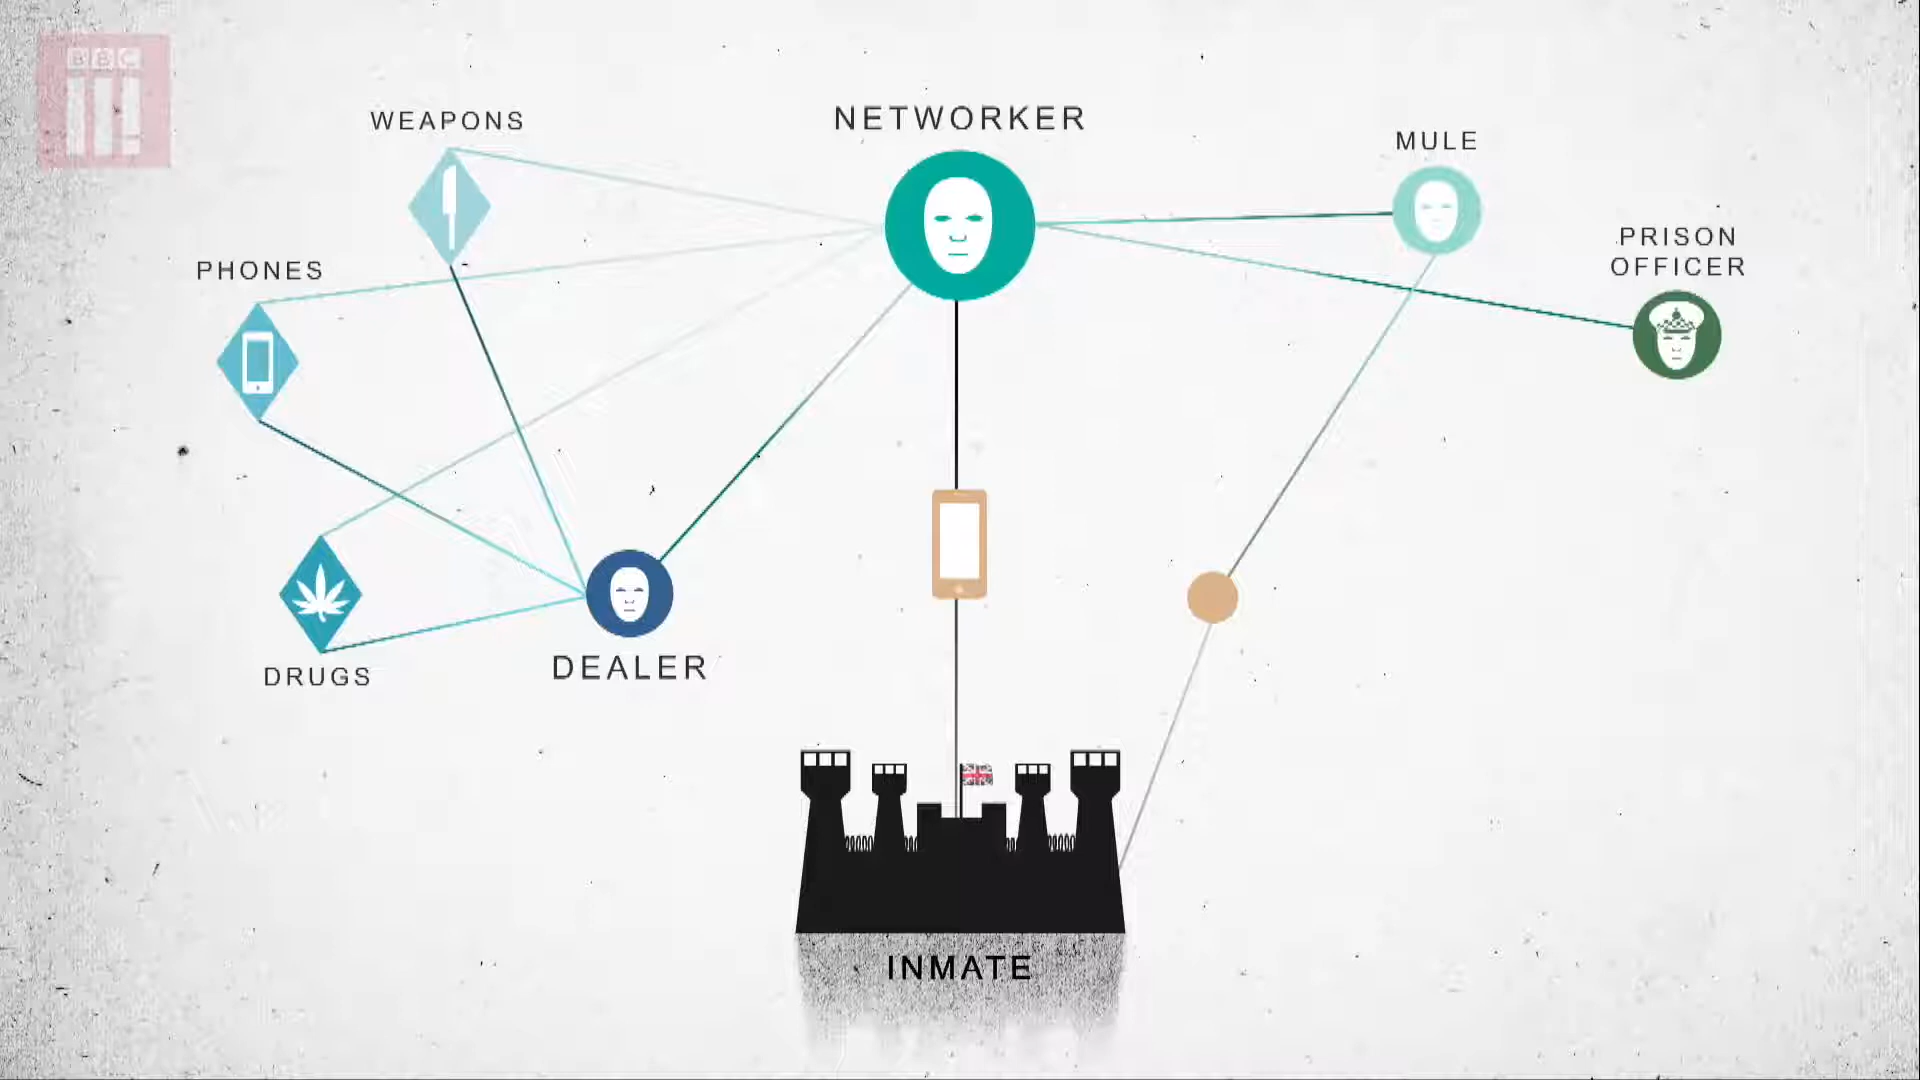 BBC
WEAPONS
NETWORKER
MULE
PRISON
OFFICER
PHONES
DRUGS
DEALER
INMATE